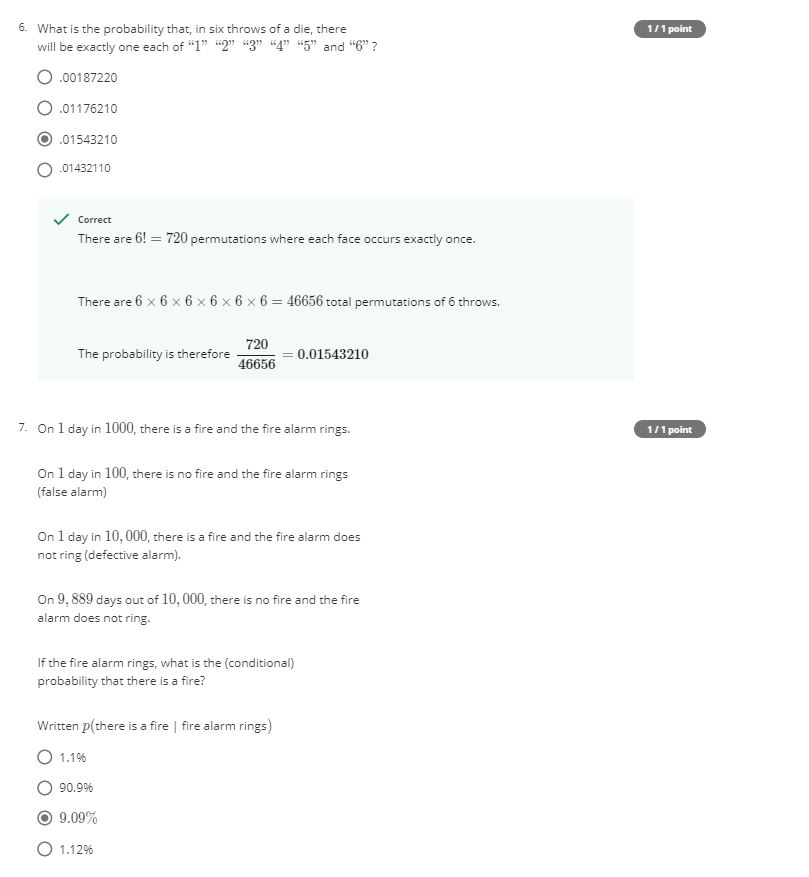 6. What is the probability that, in six throws of a die, there
1 / 1 point
will be exactly one each of “1” “2” “3” “4” “5” and “6” ?
.00187220
.01176210
.01543210
.01432110
Correct
There are 6! = 720 permutations where each face occurs exactly once.
There are 6 × 6 × 6 × 6 × 6 × 6 = 46656 total permutations of 6 throws.
The probability is therefore 720/46656 = 0.01543210
7. On 1 day in 1000, there is a fire and the fire alarm rings.
1 / 1 point
On 1 day in 100, there is no fire and the fire alarm rings
(false alarm)
On 1 day in 10, 000, there is a fire and the fire alarm does
not ring (defective alarm).
On 9, 889 days out of 10, 000, there is no fire and the fire
alarm does not ring.
If the fire alarm rings, what is the (conditional)
probability that there is a fire?
Written p(there is a fire | fire alarm rings)
1.1%
90.9%
9.09%
1.12%